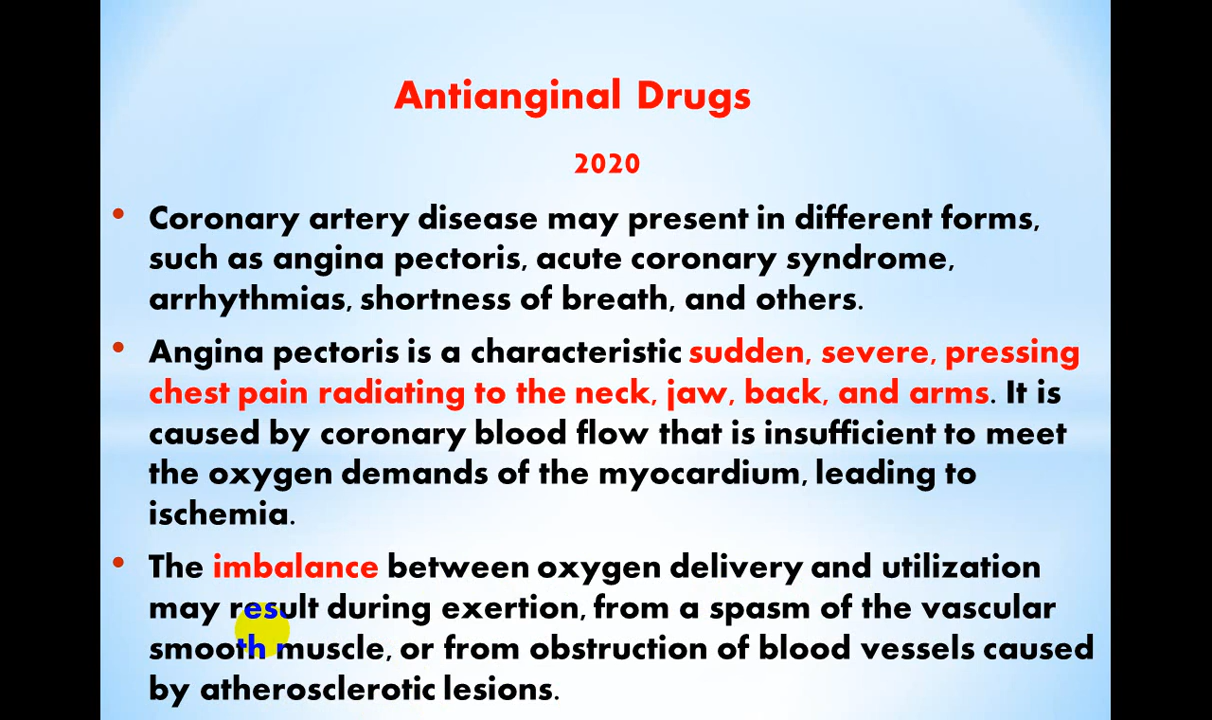 Antianginal Drugs
2020
• Coronary artery disease may present in different forms,
such as angina pectoris, acute coronary syndrome,
arrhythmias, shortness of breath, and others.
• Angina pectoris is a characteristic sudden, severe, pressing
chest pain radiating to the neck, jaw, back, and arms. It is
caused by coronary blood flow that is insufficient to meet
the oxygen demands of the myocardium, leading to
ischemia.
• The imbalance between oxygen delivery and utilization
may result during exertion, from a spasm of the vascular
smooth muscle, or from obstruction of blood vessels caused
by atherosclerotic lesions.